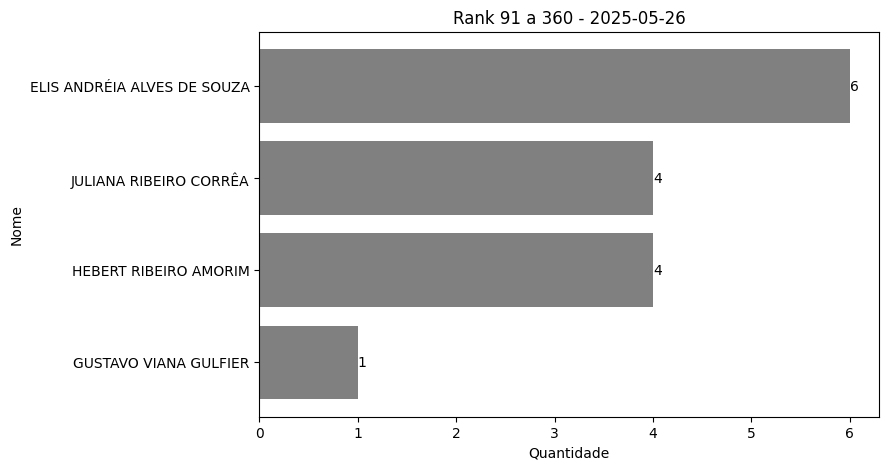 Rank 91 a 360 - 2025-05-26
Nome
ELIS ANDRÉIA ALVES DE SOUZA
6
JULIANA RIBEIRO CORRÊA
4
HEBERT RIBEIRO AMORIM
4
GUSTAVO VIANA GULFIER
1
0 1 2 3 4 5 6
Quantidade